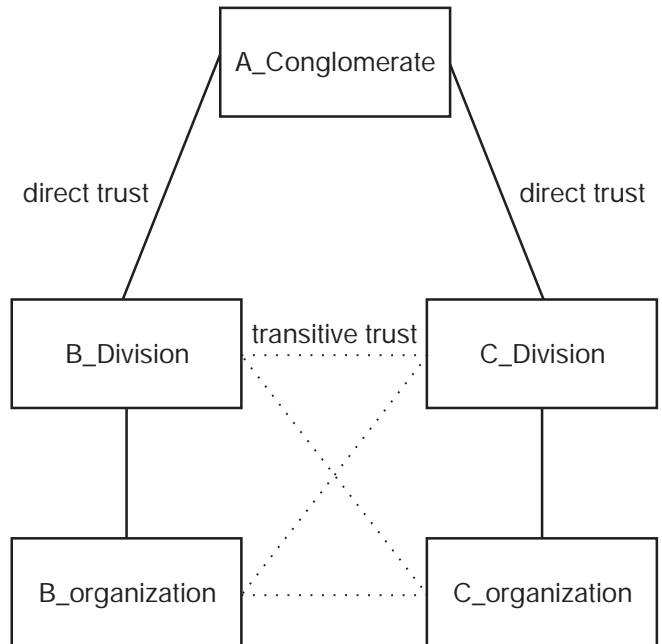 A_Conglomerate
direct trust
direct trust
B_Division
transitive trust
C_Division
B_organization
C_organization